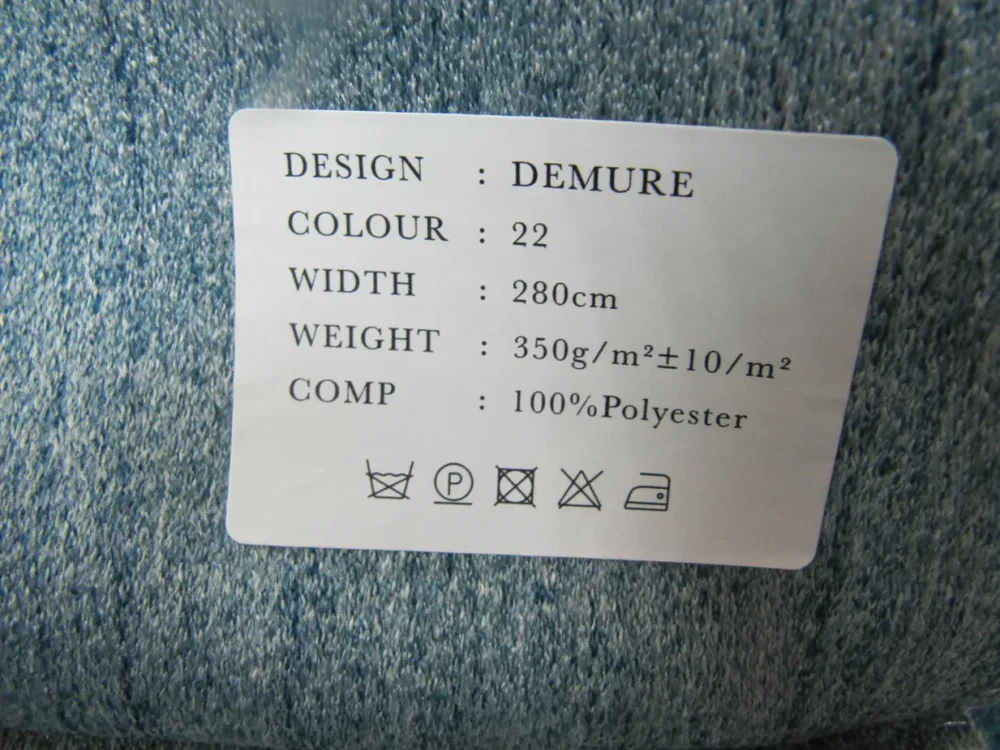 DESIGN : DEMURE
COLOUR : 22
WIDTH : 280cm
WEIGHT : 350g/m²±10/m²
COMP : 100%Polyester
P